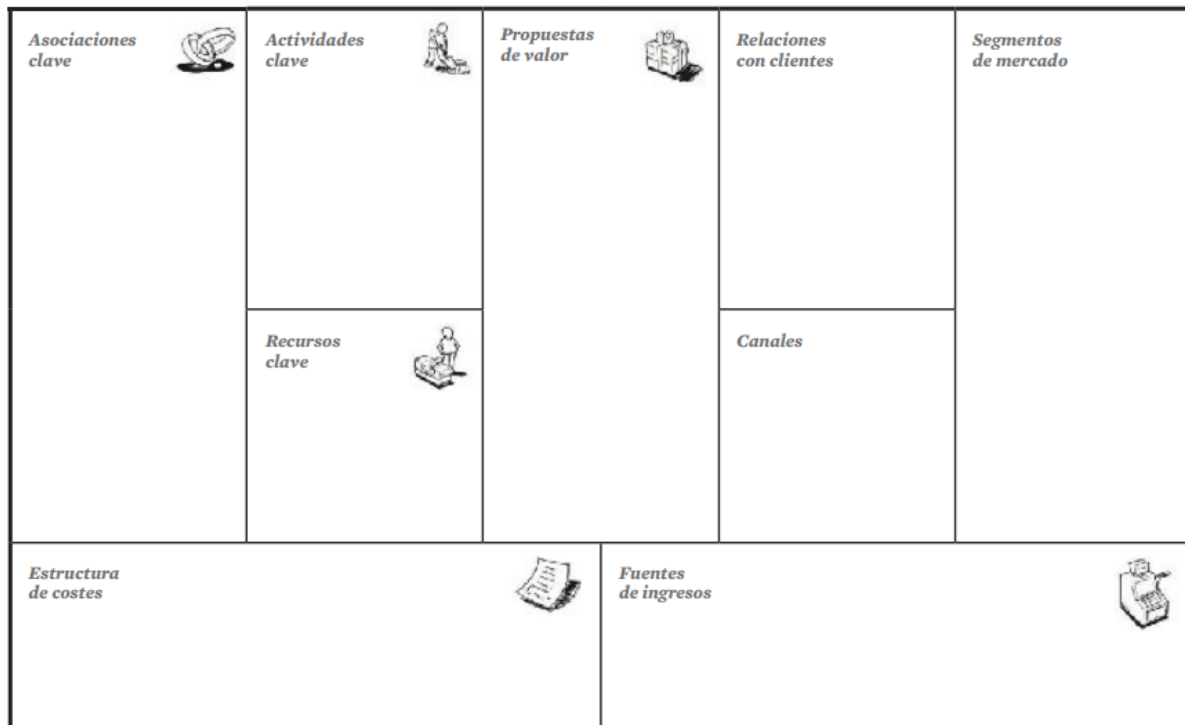 Asociaciones
clave
Actividades
clave
Propuestas
de valor
Relaciones
con clientes
Segmentos
de mercado
Recursos
clave
Canales
Estructura
de costes
Fuentes
de ingresos